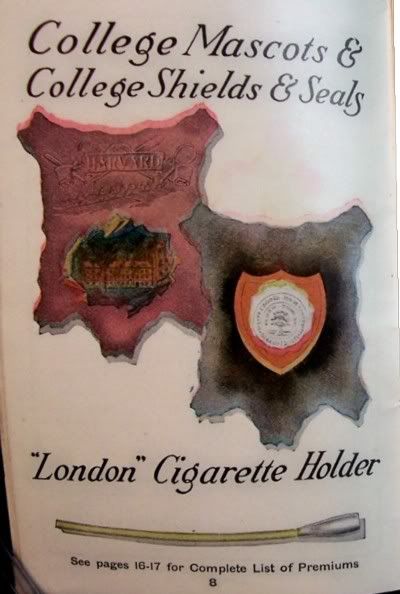 College Mascots &
College Shields & Seals
HARVARD
"London" Cigarette Holder
See pages 16-17 for Complete List of Premiums
8